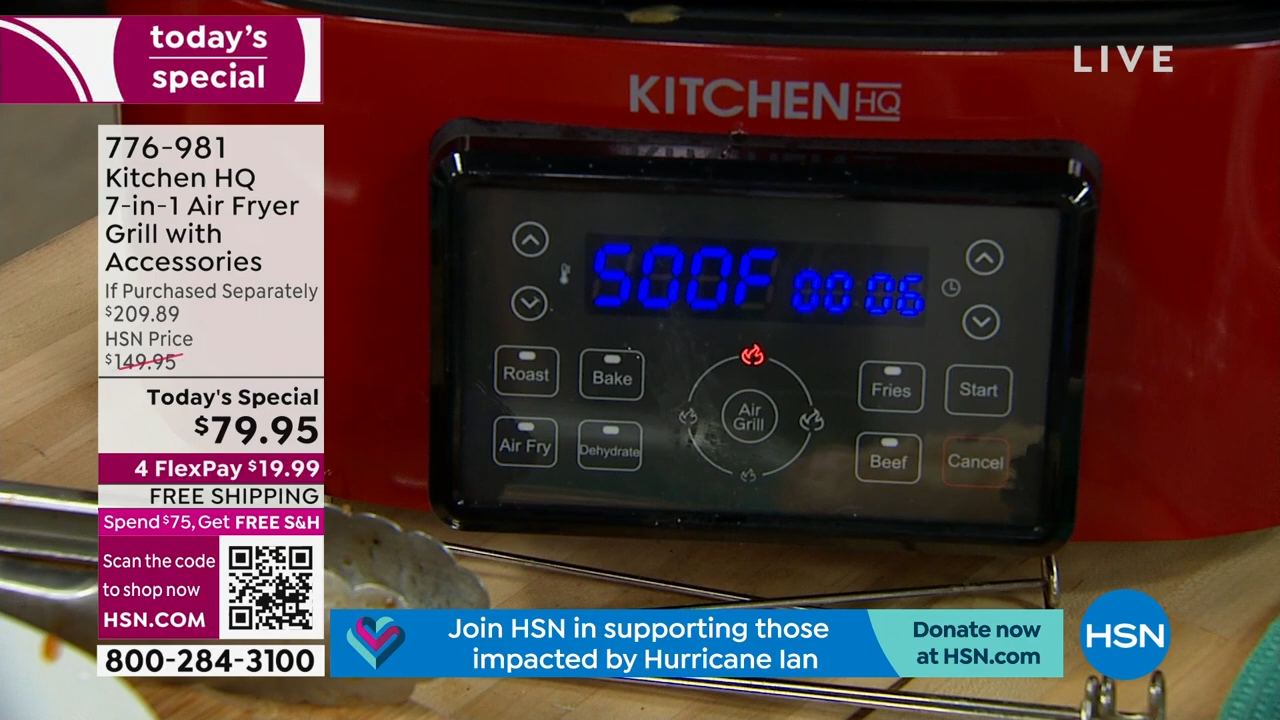 today's
special
LIVE
776-981
Kitchen HQ
7-in-1 Air Fryer
Grill with
Accessories
If Purchased Separately
$209.89
HSN Price
$149.95
Today's Special
$79.95
4 FlexPay $19.99
FREE SHIPPING
Spend $75, Get FREE S&H
Scan the code
to shop now
HSN.COM
800-284-3100
KITCHEN HQ
500F 00:06
Roast
Bake
Air Fry
Dehydrate
Air
Grill
Fries
Start
Beef
Cancel
Join HSN in supporting those
impacted by Hurricane Ian
Donate now
at HSN.com
HSN